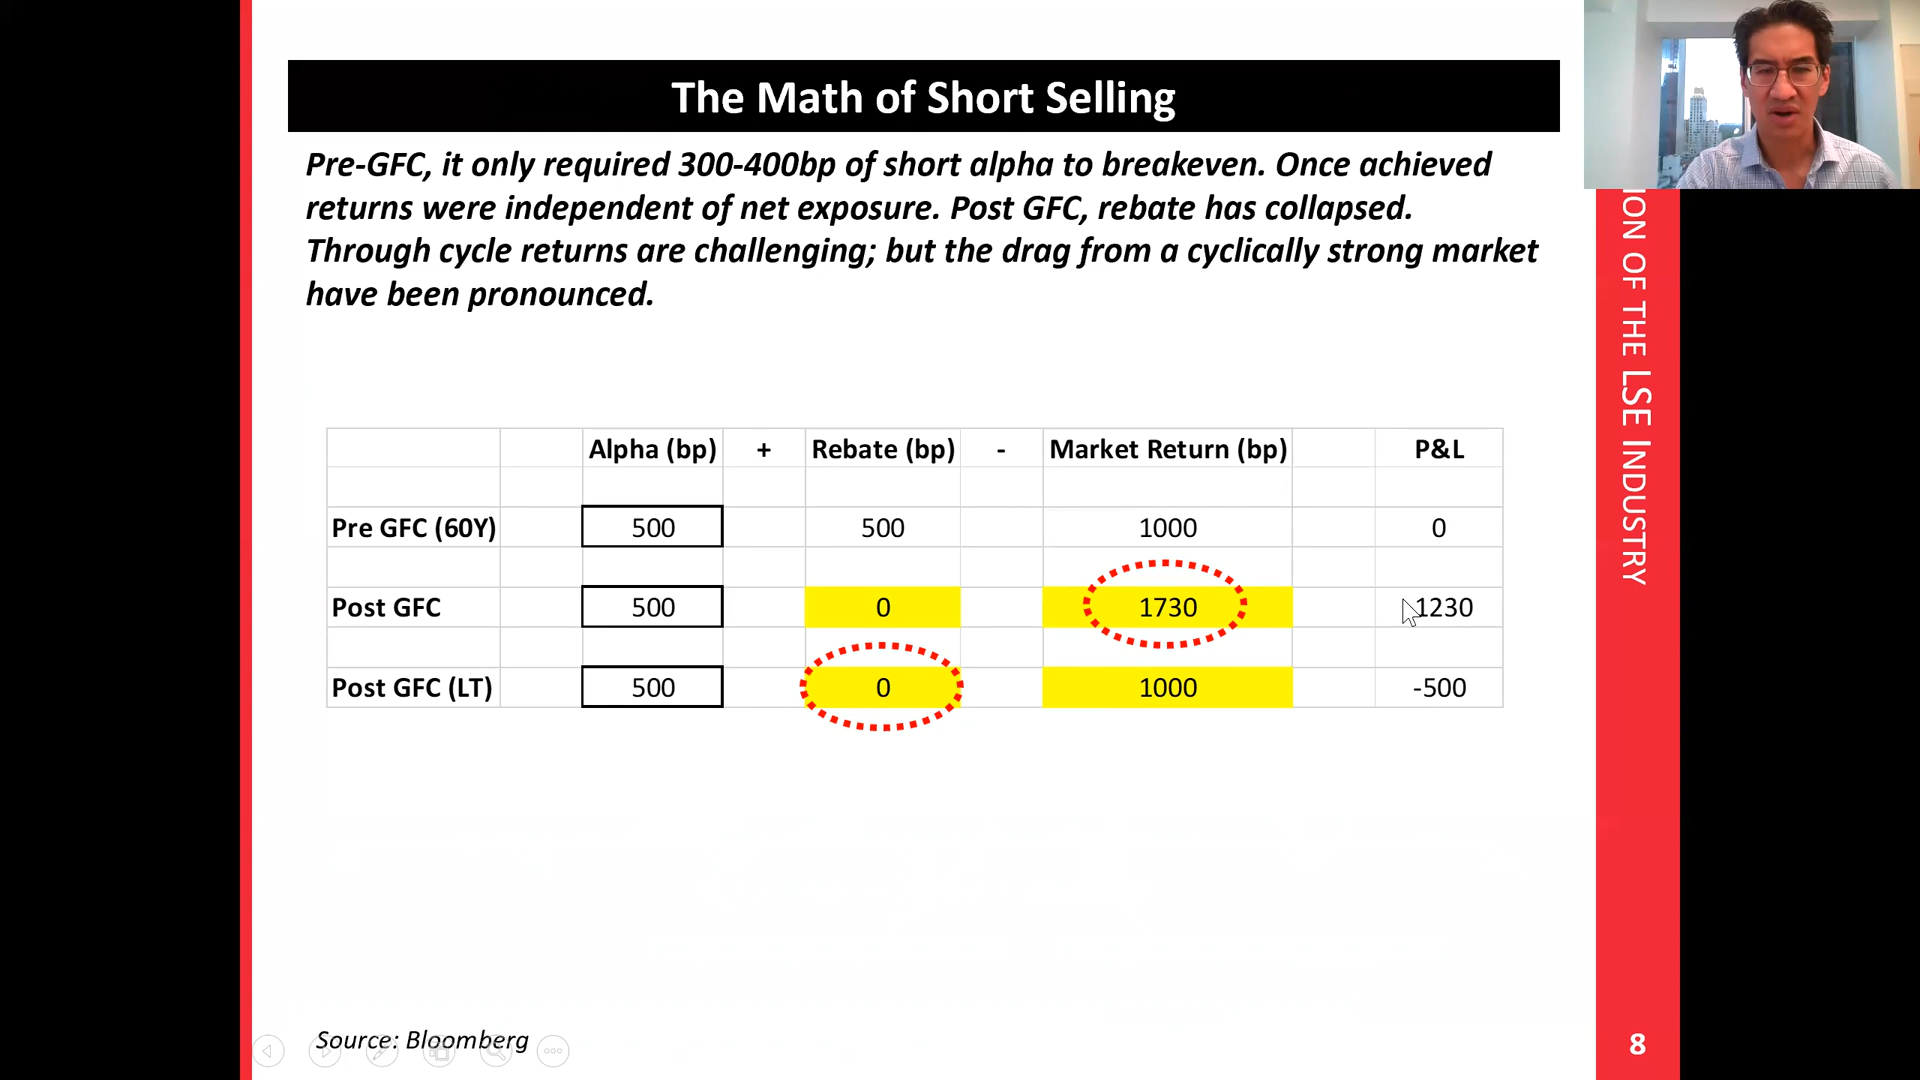 The Math of Short Selling
Pre-GFC, it only required 300-400bp of short alpha to breakeven. Once achieved
returns were independent of net exposure. Post GFC, rebate has collapsed.
Through cycle returns are challenging; but the drag from a cyclically strong market
have been pronounced.
Alpha (bp) + Rebate (bp) - Market Return (bp) P&L
Pre GFC (60Y) 500 500 1000 0
Post GFC 500 0 1730 1230
Post GFC (LT) 500 0 1000 -500
Source: Bloomberg
ION OF THE LSE INDUSTRY
8